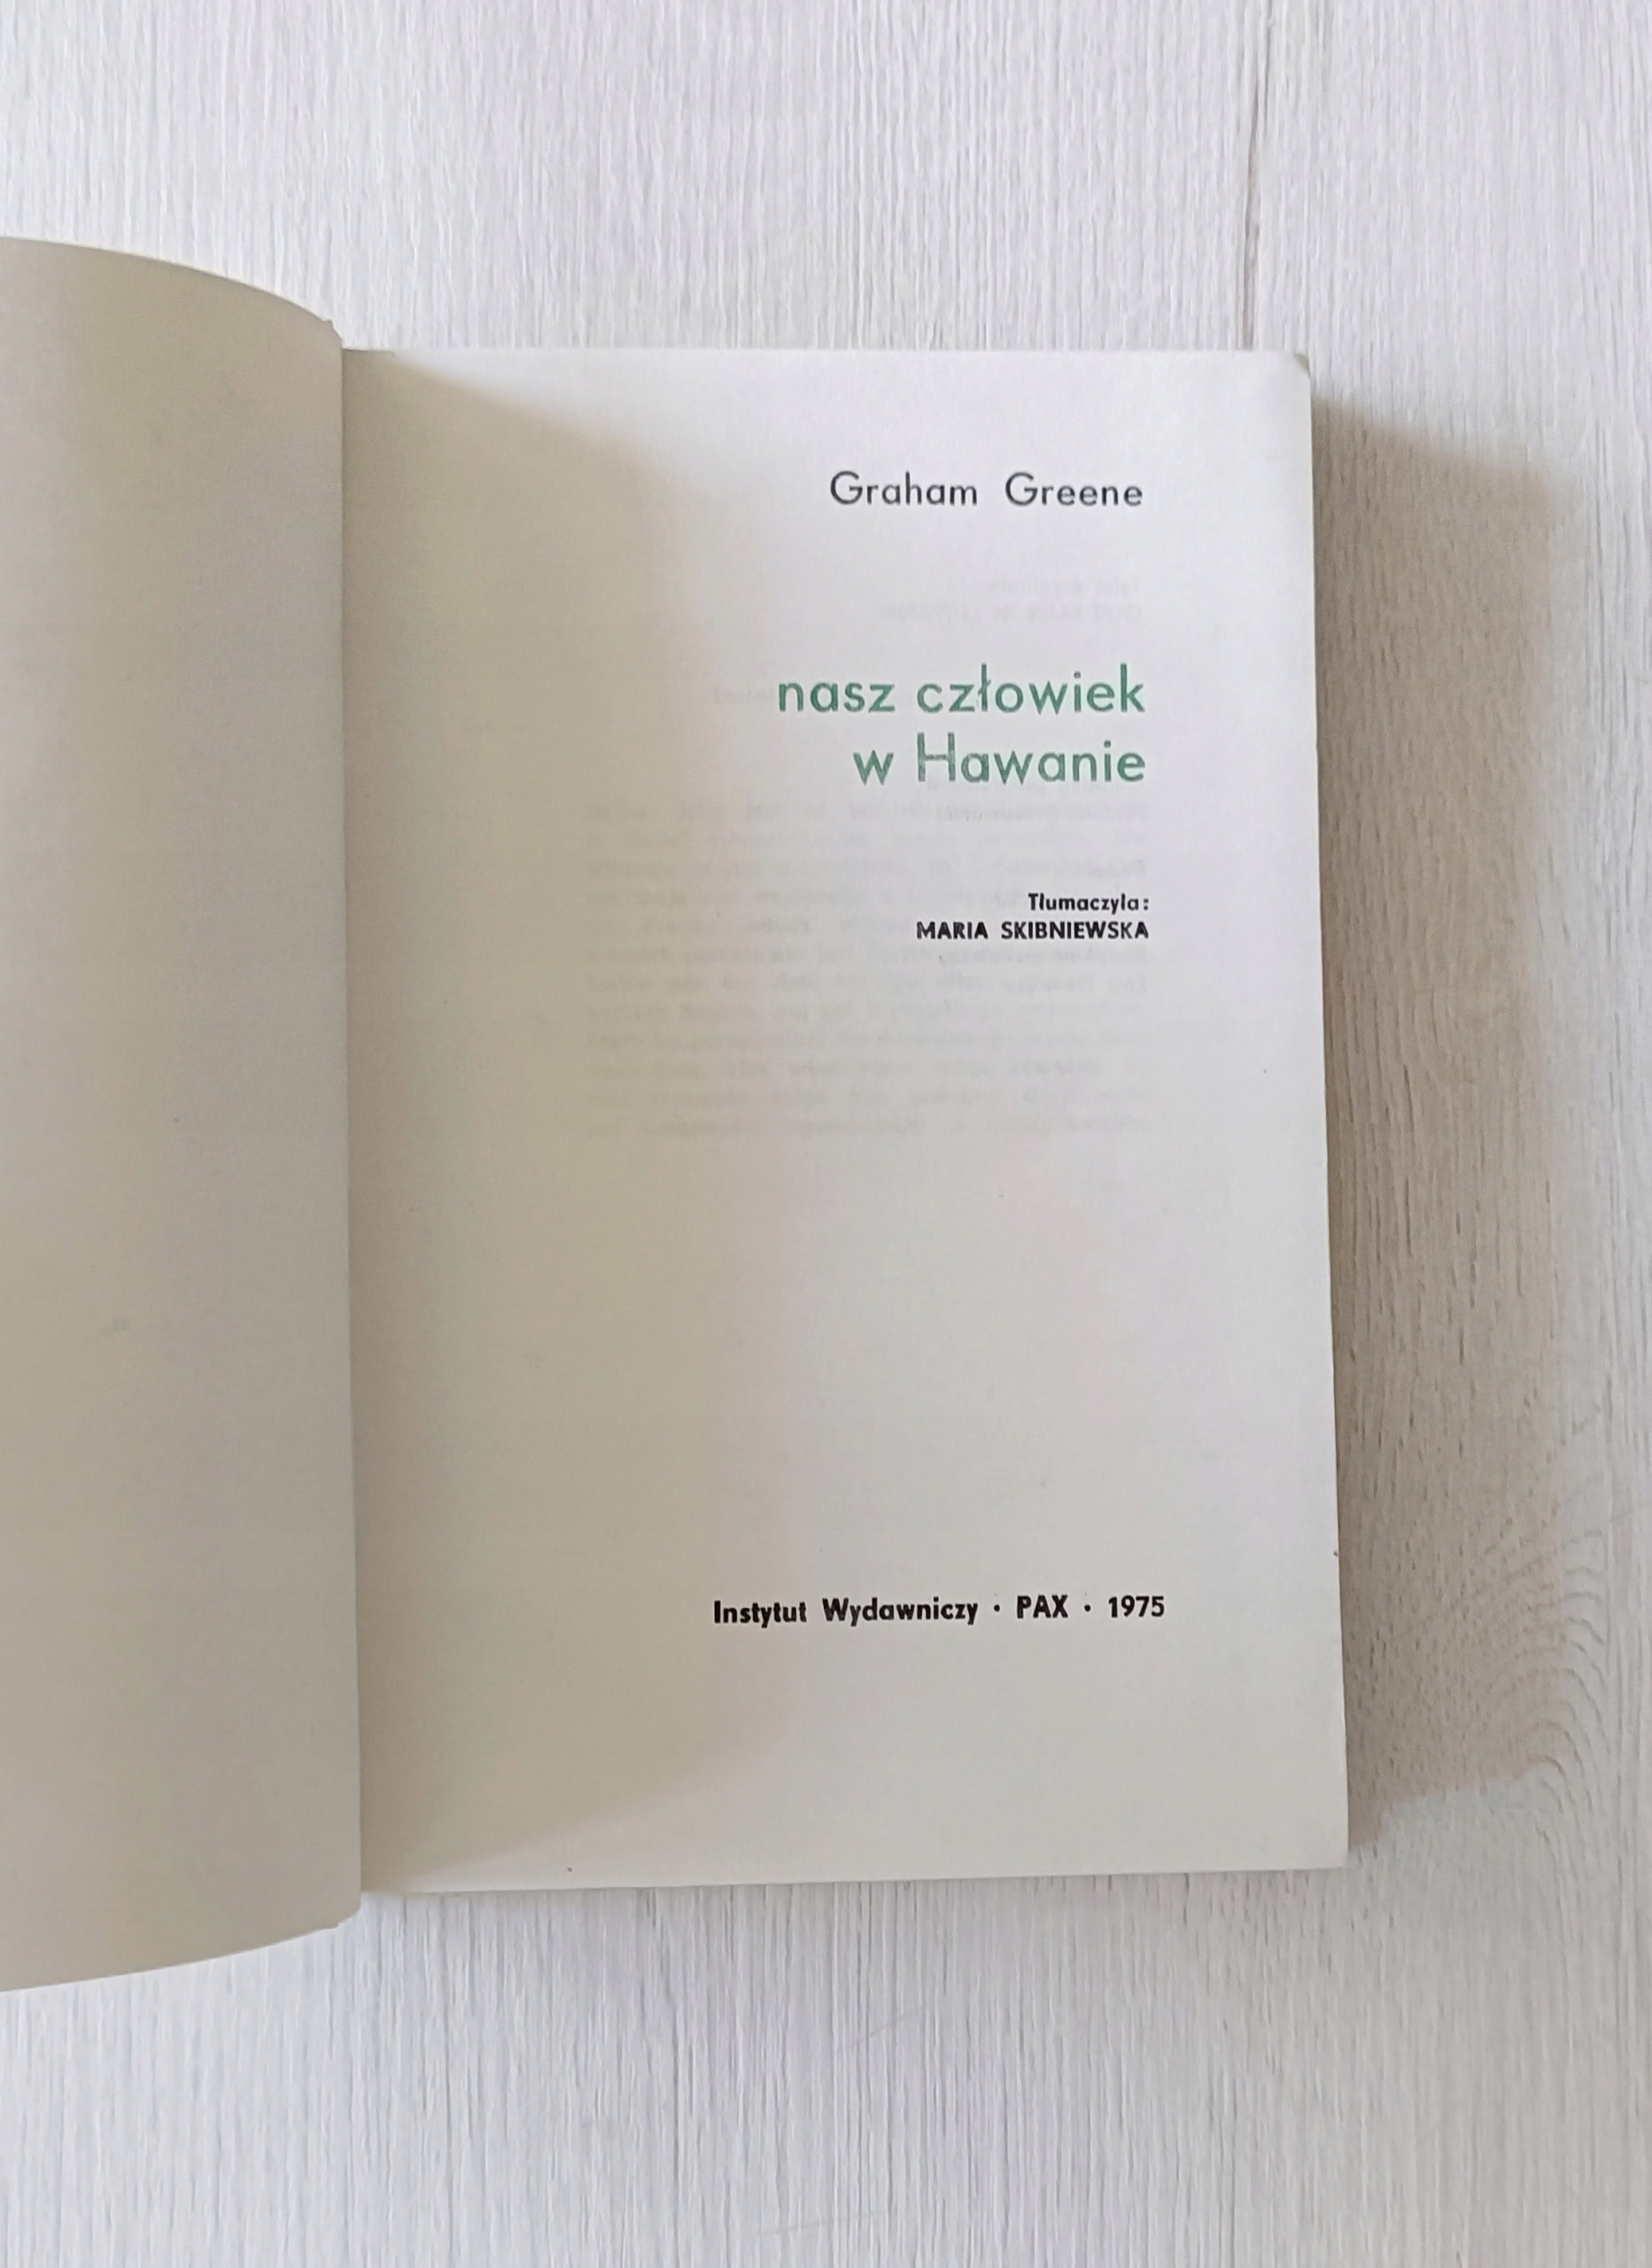 Graham Greene
nasz człowiek
w Hawanie
Tłumaczyła:
MARIA SKIBNIEWSKA
Instytut Wydawniczy • PAX • 1975